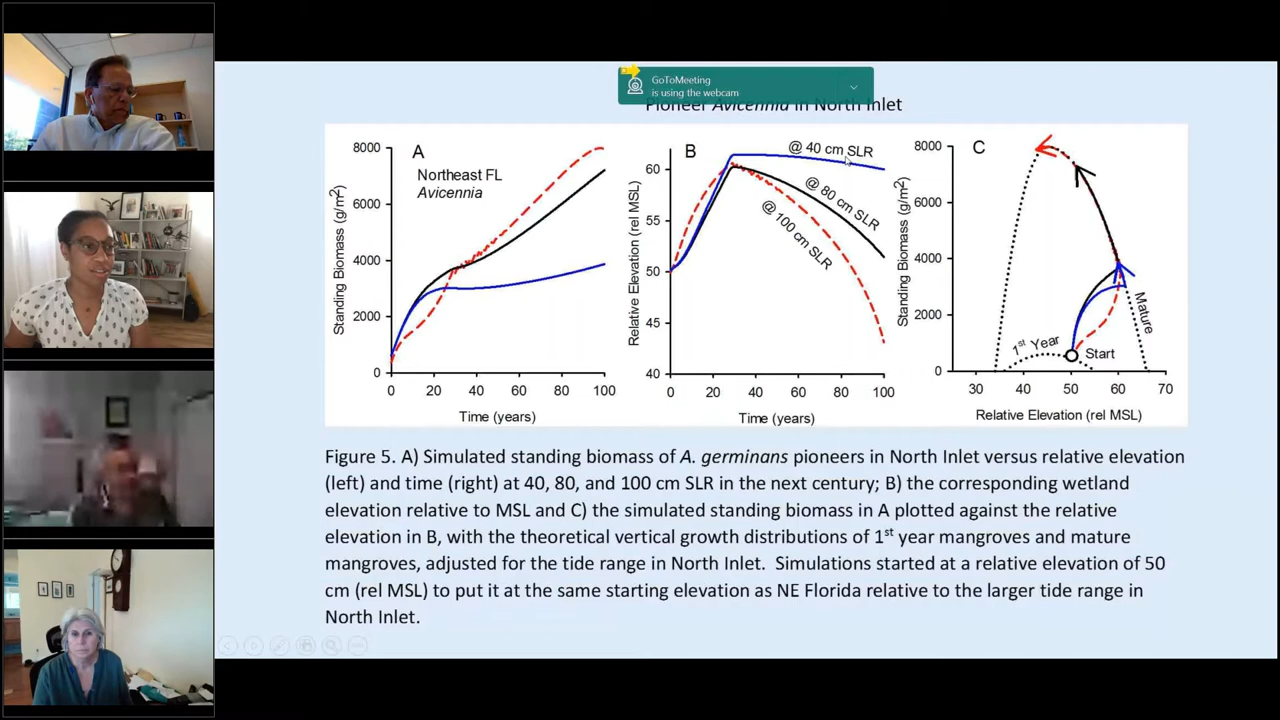 GoToMeeting
is using the webcam
Pioneer Avicennia in North Inlet
A
Northeast FL
Avicennia
Standing Biomass (g/m²)
8000
6000
4000
2000
0
0 20 40 60 80 100
Time (years)
B
@ 40 cm SLR
@ 80 cm SLR
@ 100 cm SLR
Relative Elevation (rel MSL)
60
55
50
45
40
0 20 40 60 80 100
Time (years)
C
Standing Biomass (g/m²)
8000
6000
4000
2000
0
1st Year
Start
Mature
30 40 50 60 70
Relative Elevation (rel MSL)
Figure 5. A) Simulated standing biomass of A. germinans pioneers in North Inlet versus relative elevation
(left) and time (right) at 40, 80, and 100 cm SLR in the next century; B) the corresponding wetland
elevation relative to MSL and C) the simulated standing biomass in A plotted against the relative
elevation in B, with the theoretical vertical growth distributions of 1st year mangroves and mature
mangroves, adjusted for the tide range in North Inlet. Simulations started at a relative elevation of 50
cm (rel MSL) to put it at the same starting elevation as NE Florida relative to the larger tide range in
North Inlet.